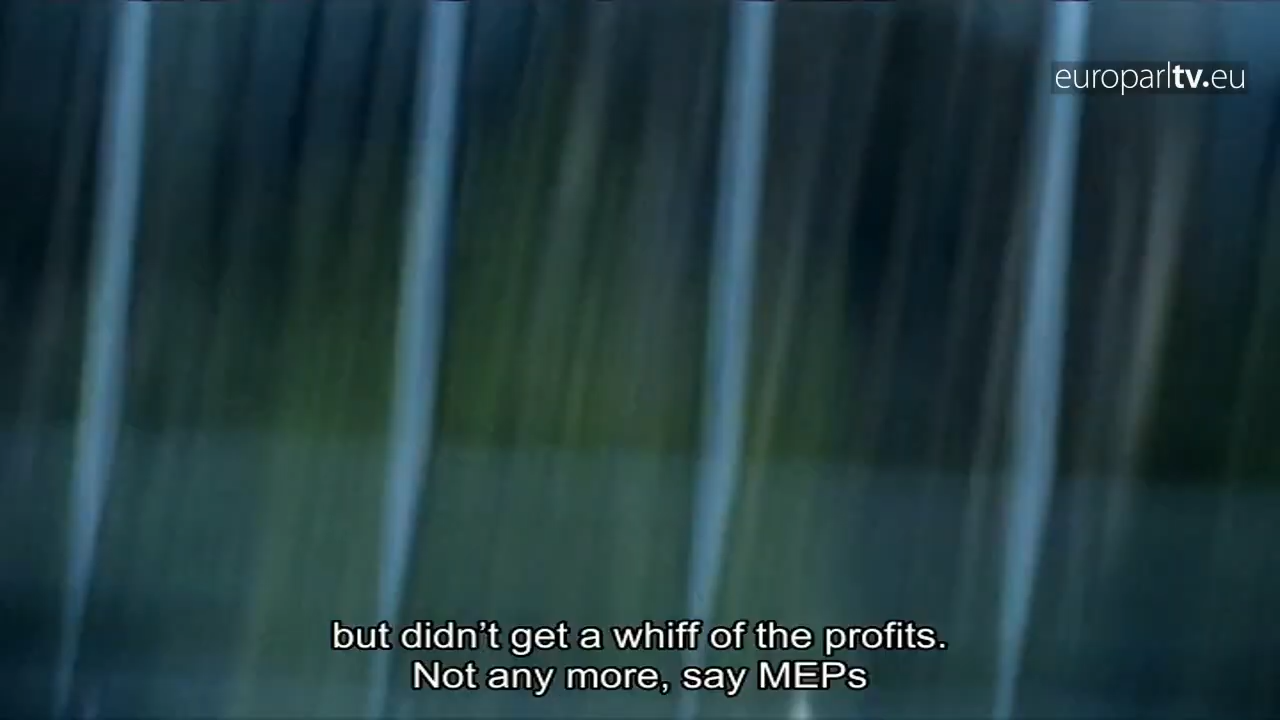 europarltv.eu
but didn't get a whiff of the profits.
Not any more, say MEPs